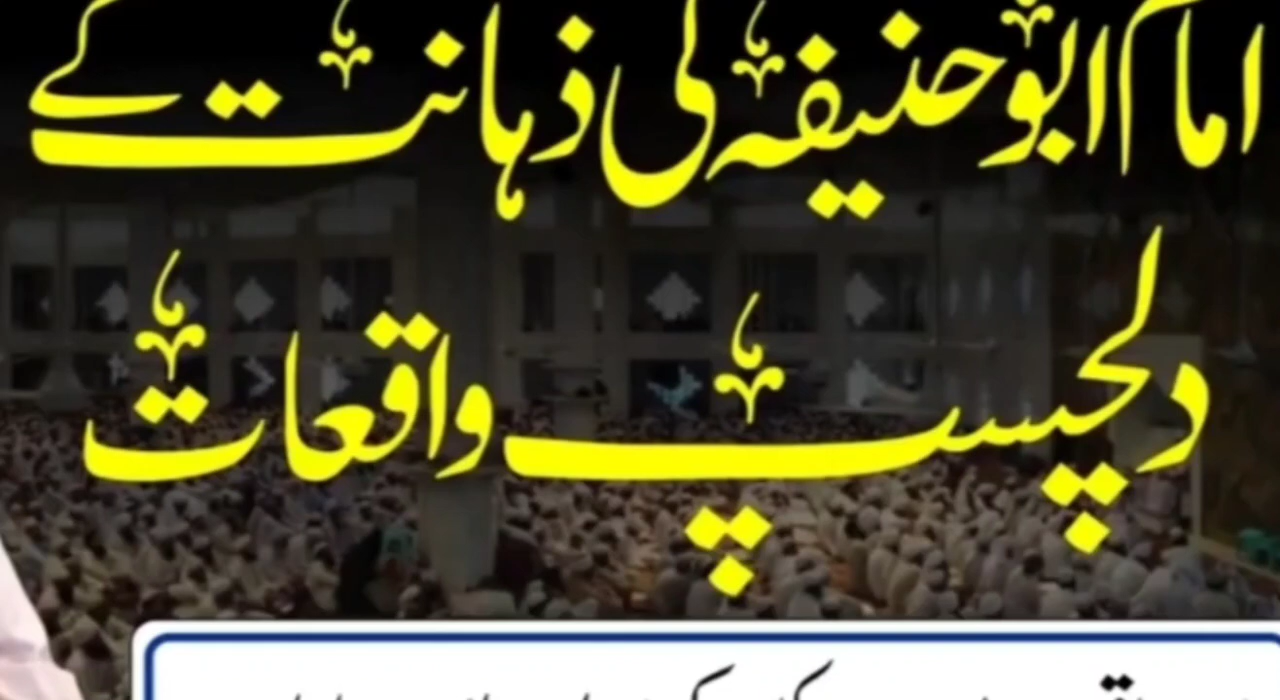 امام ابو حنیفہ کی ذہانت کے
دلچسپ واقعات